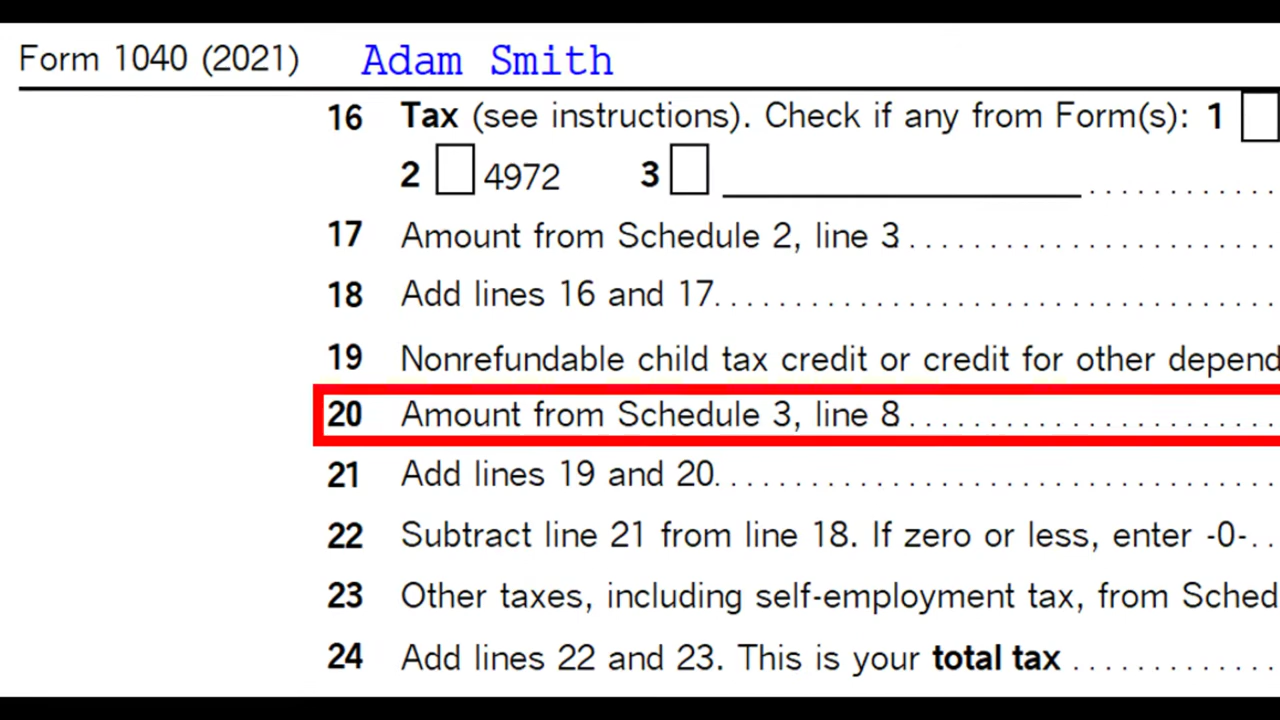 Form 1040 (2021) Adam Smith
16 Tax (see instructions). Check if any from Form(s): 1
2 4972 3
17 Amount from Schedule 2, line 3
18 Add lines 16 and 17.
19 Nonrefundable child tax credit or credit for other depend
20 Amount from Schedule 3, line 8
21 Add lines 19 and 20.
22 Subtract line 21 from line 18. If zero or less, enter -0-
23 Other taxes, including self-employment tax, from Sched
24 Add lines 22 and 23. This is your total tax